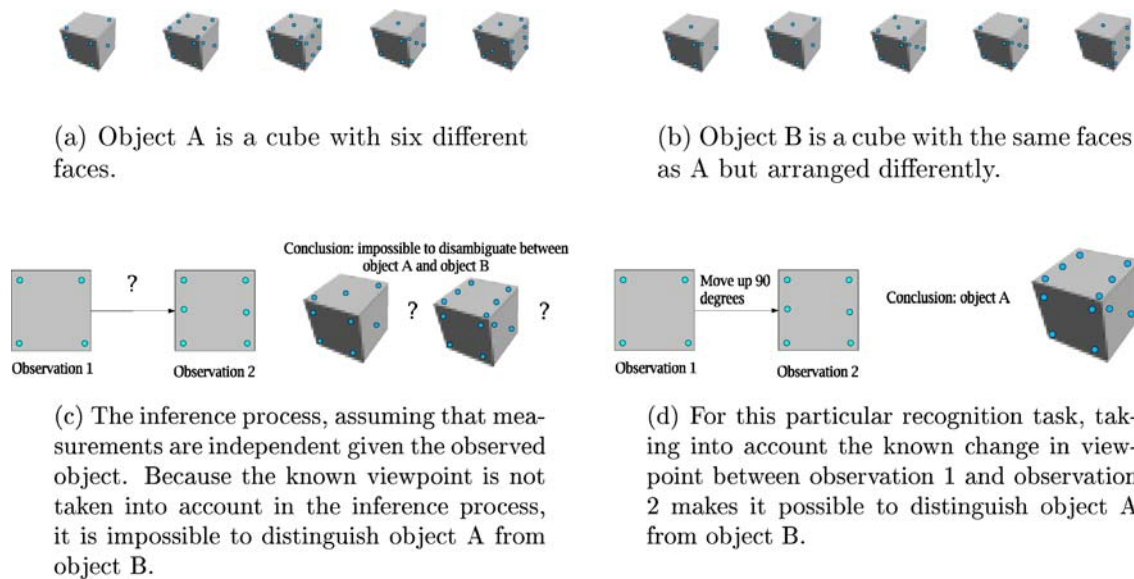 (a) Object A is a cube with six different
faces.
(b) Object B is a cube with the same faces
as A but arranged differently.
?
Observation 1
Observation 2
Conclusion: impossible to disambiguate between
object A and object B
?
?
Move up 90
degrees
Observation 1
Observation 2
Conclusion: object A
(c) The inference process, assuming that mea-
surements are independent given the observed
object. Because the known viewpoint is not
taken into account in the inference process,
it is impossible to distinguish object A from
object B.
(d) For this particular recognition task, tak-
ing into account the known change in view-
point between observation 1 and observation
2 makes it possible to distinguish object A
from object B.